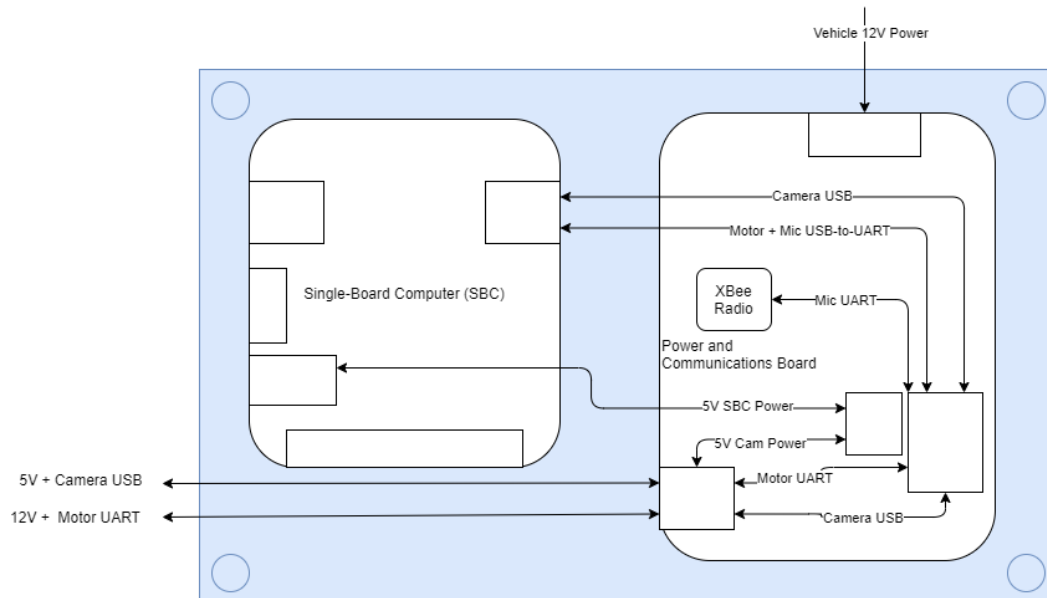 Vehicle 12V Power
Camera USB
Motor + Mic USB-to-UART
Single-Board Computer (SBC)
XBee
Radio
Mic UART
Power and
Communications Board
5V SBC Power
5V Cam Power
5V + Camera USB
Motor UART
12V + Motor UART
Camera USB